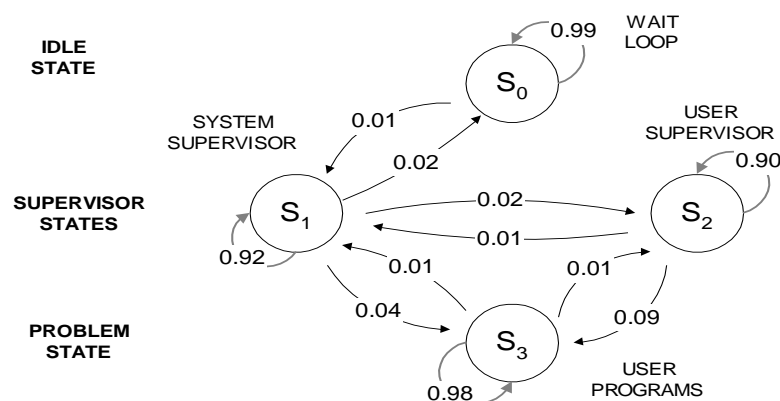 IDLE
STATE
WAIT
LOOP
0.99
S0
SYSTEM
SUPERVISOR
0.01
0.02
USER
SUPERVISOR
0.90
SUPERVISOR
STATES
S1
0.02
0.01
S2
0.92
0.01
0.01
0.04
0.09
PROBLEM
STATE
S3
0.98
USER
PROGRAMS